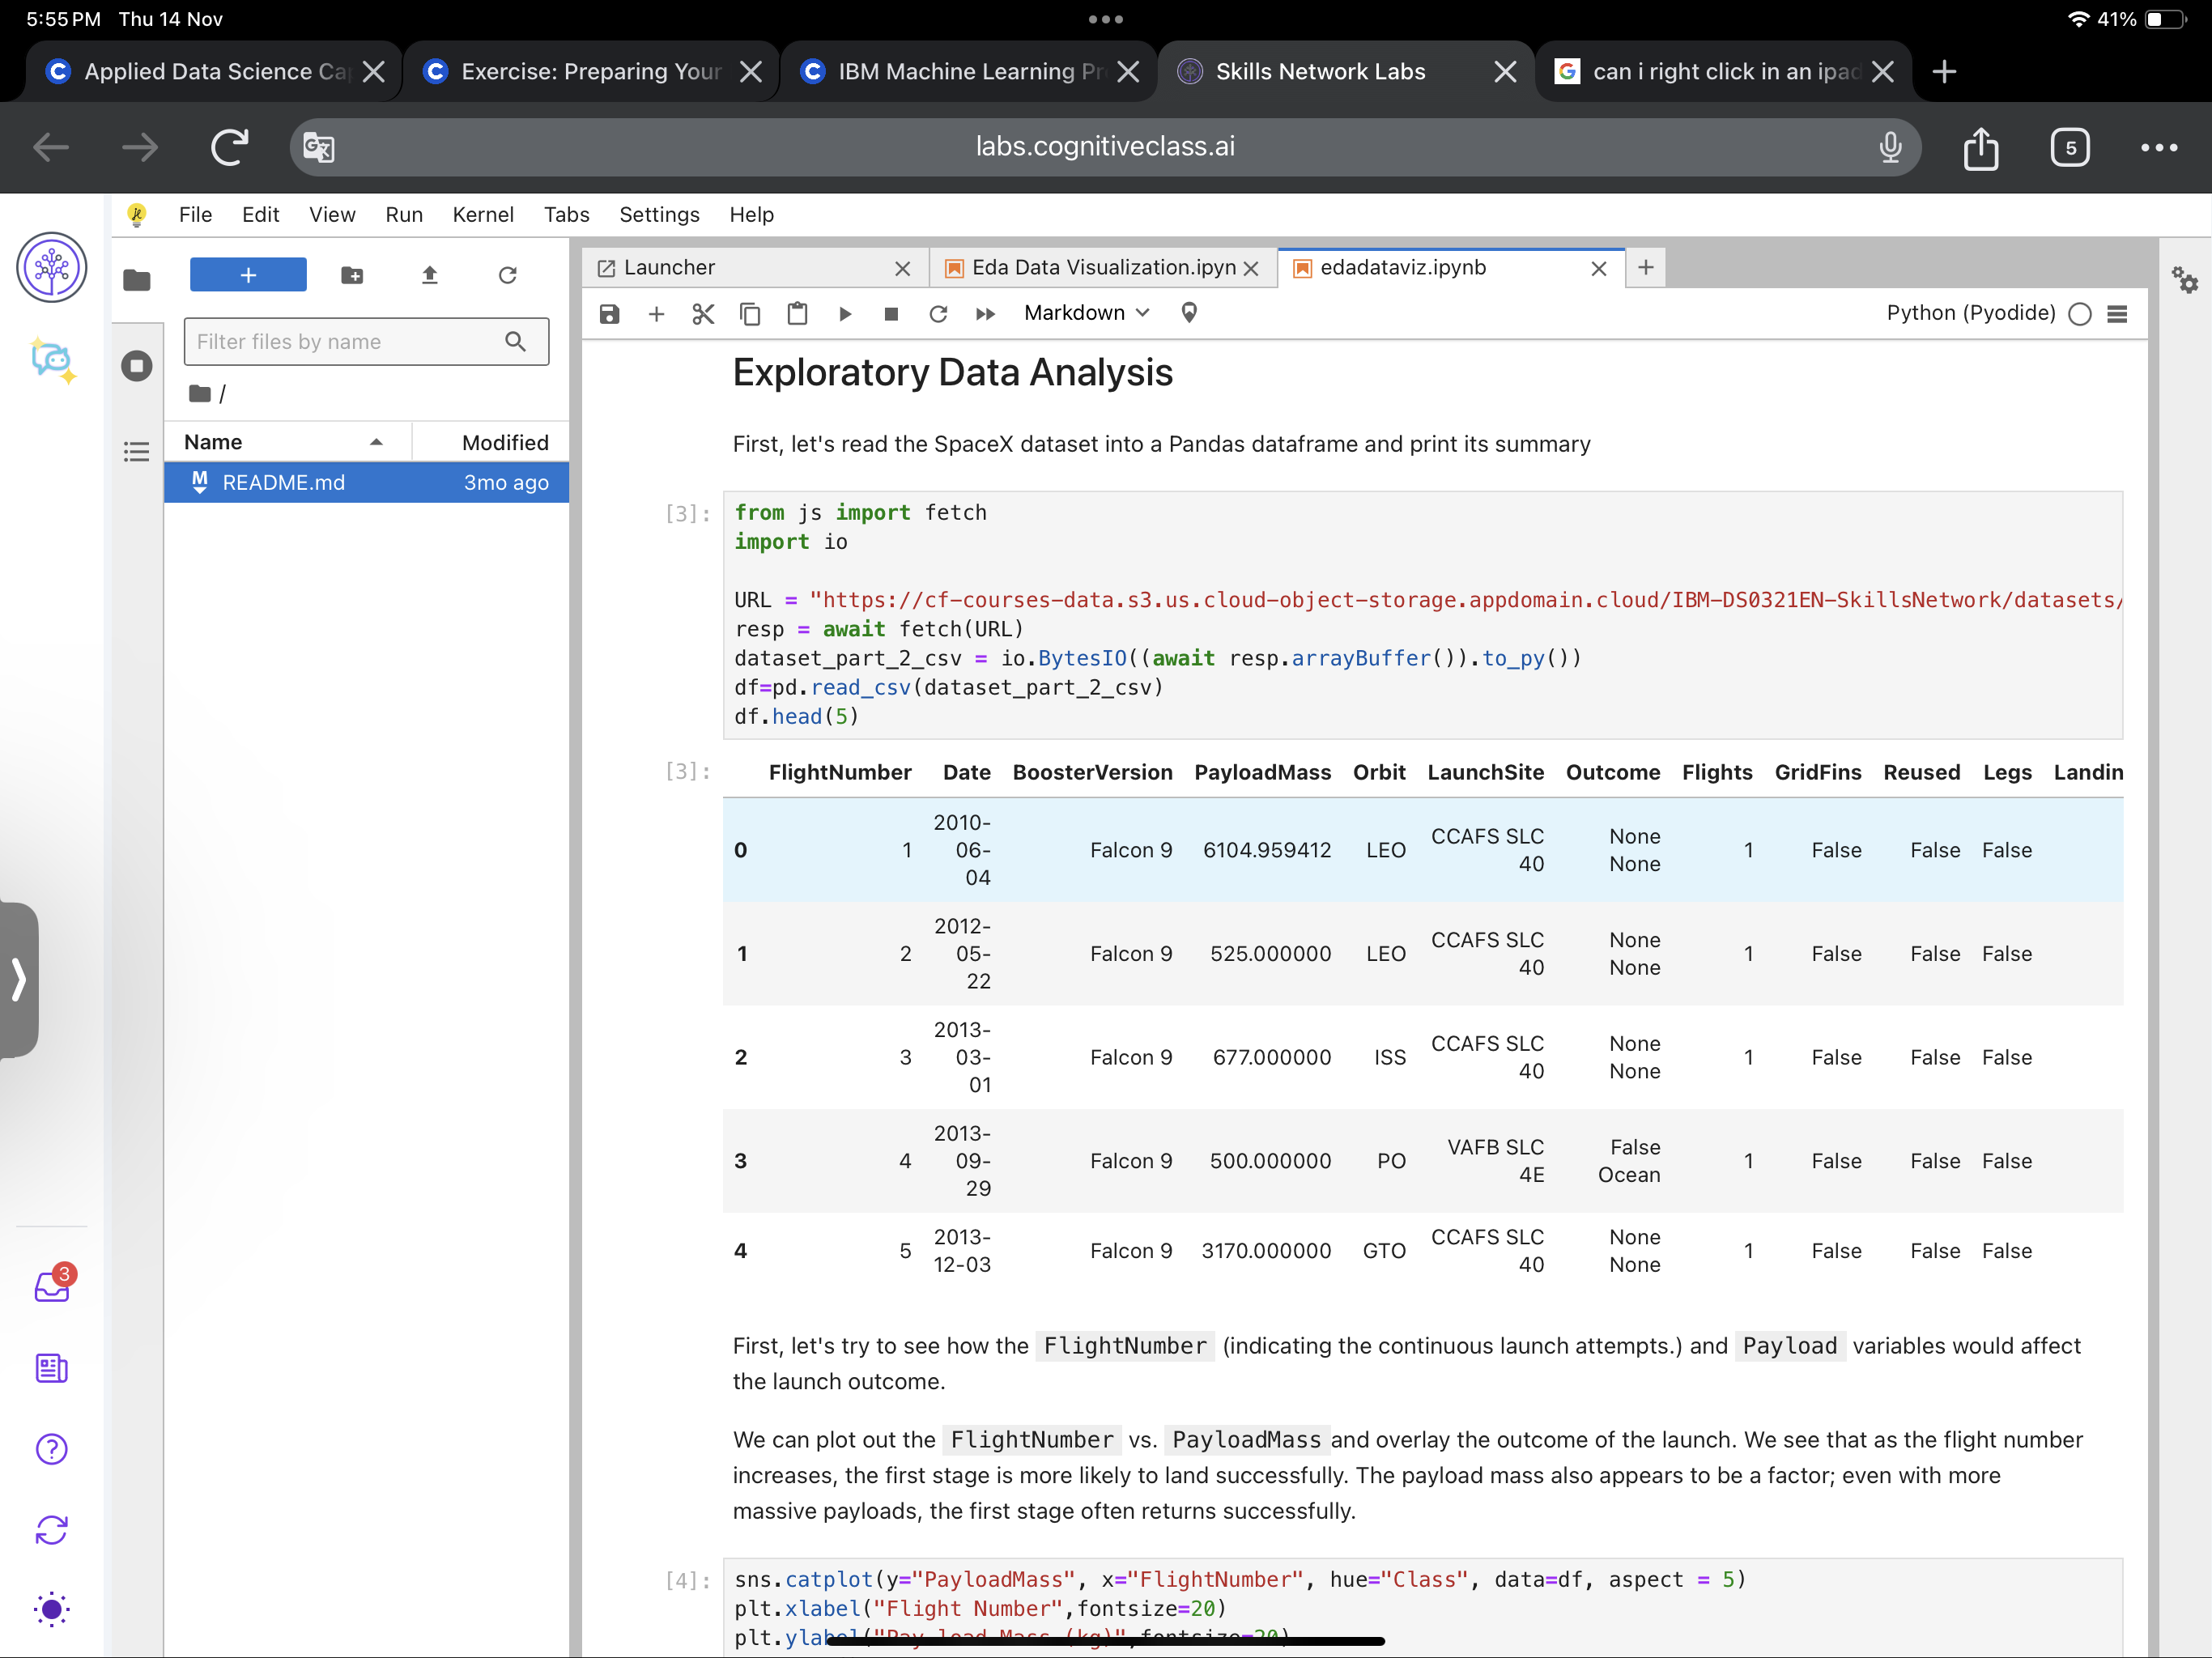 5:55 PM Thu 14 Nov
41%
Applied Data Science Ca
Exercise: Preparing Your
IBM Machine Learning Pr
Skills Network Labs
can i right click in an ipad
labs.cognitiveclass.ai
5
File Edit View Run Kernel Tabs Settings Help
Launcher
Eda Data Visualization.ipyn
edadataviz.ipynb
Markdown
Python (Pyodide)
Filter files by name
/
Name Modified
README.md 3mo ago
3
Exploratory Data Analysis
First, let's read the SpaceX dataset into a Pandas dataframe and print its summary
[3]:
from js import fetch
import io
URL = "https://cf-courses-data.s3.us.cloud-object-storage.appdomain.cloud/IBM-DS0321EN-SkillsNetwork/datasets/
resp = await fetch(URL)
dataset_part_2_csv = io.BytesIO((await resp.arrayBuffer()).to_py())
df=pd.read_csv(dataset_part_2_csv)
df.head(5)
[3]:
FlightNumber Date BoosterVersion PayloadMass Orbit LaunchSite Outcome Flights GridFins Reused Legs Landin
0 1 2010-06-04 Falcon 9 6104.959412 LEO CCAFS SLC 40 None None 1 False False False
1 2 2012-05-22 Falcon 9 525.000000 LEO CCAFS SLC 40 None None 1 False False False
2 3 2013-03-01 Falcon 9 677.000000 ISS CCAFS SLC 40 None None 1 False False False
3 4 2013-09-29 Falcon 9 500.000000 PO VAFB SLC 4E False Ocean 1 False False False
4 5 2013-12-03 Falcon 9 3170.000000 GTO CCAFS SLC 40 None None 1 False False False
First, let's try to see how the FlightNumber (indicating the continuous launch attempts.) and Payload variables would affect
the launch outcome.
We can plot out the FlightNumber vs. PayloadMass and overlay the outcome of the launch. We see that as the flight number
increases, the first stage is more likely to land successfully. The payload mass also appears to be a factor; even with more
massive payloads, the first stage often returns successfully.
[4]:
sns.catplot(y="PayloadMass", x="FlightNumber", hue="Class", data=df, aspect = 5)
plt.xlabel("Flight Number",fontsize=20)
plt.ylabel("Pay load Mass (kg)",fontsize=20)